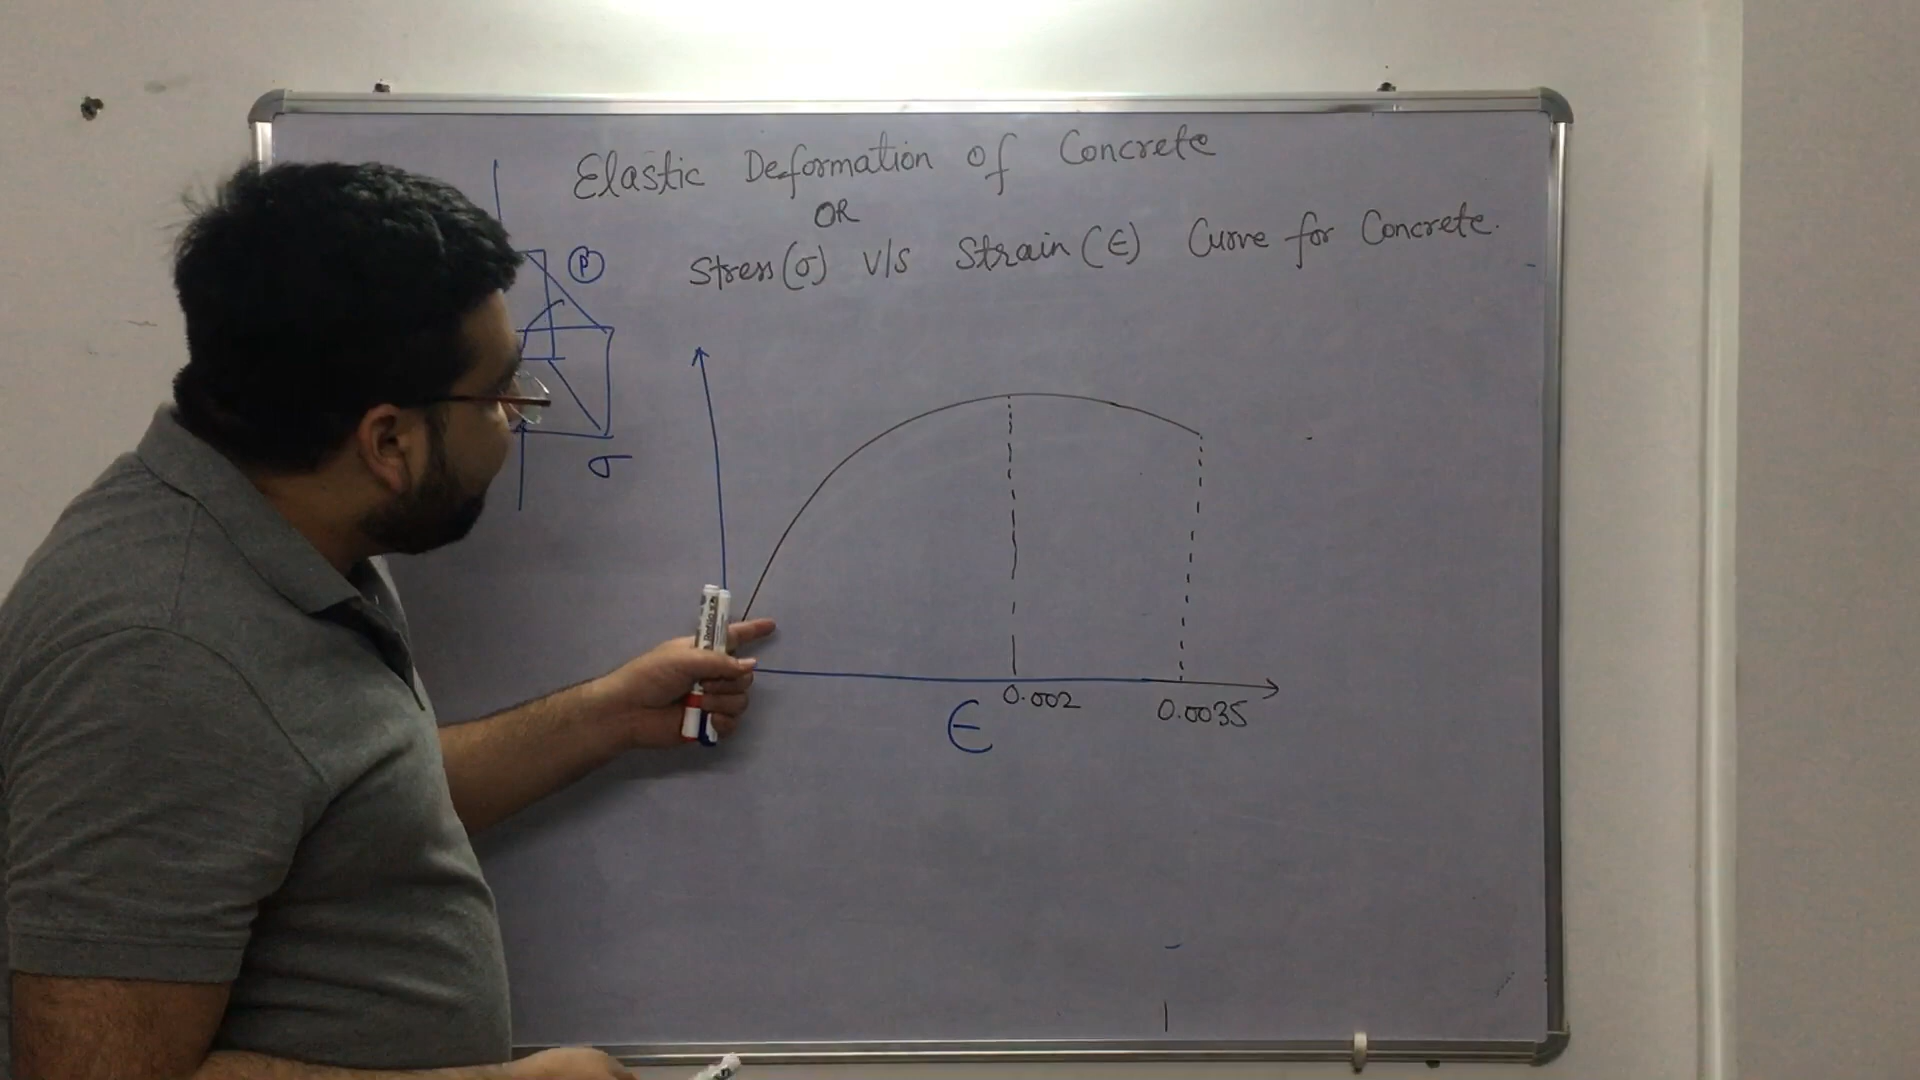 Elastic Deformation of Concrete
OR
Stress (σ) v/s Strain (ϵ) Curve for Concrete.
P
σ
0.002
0.0035
ϵ